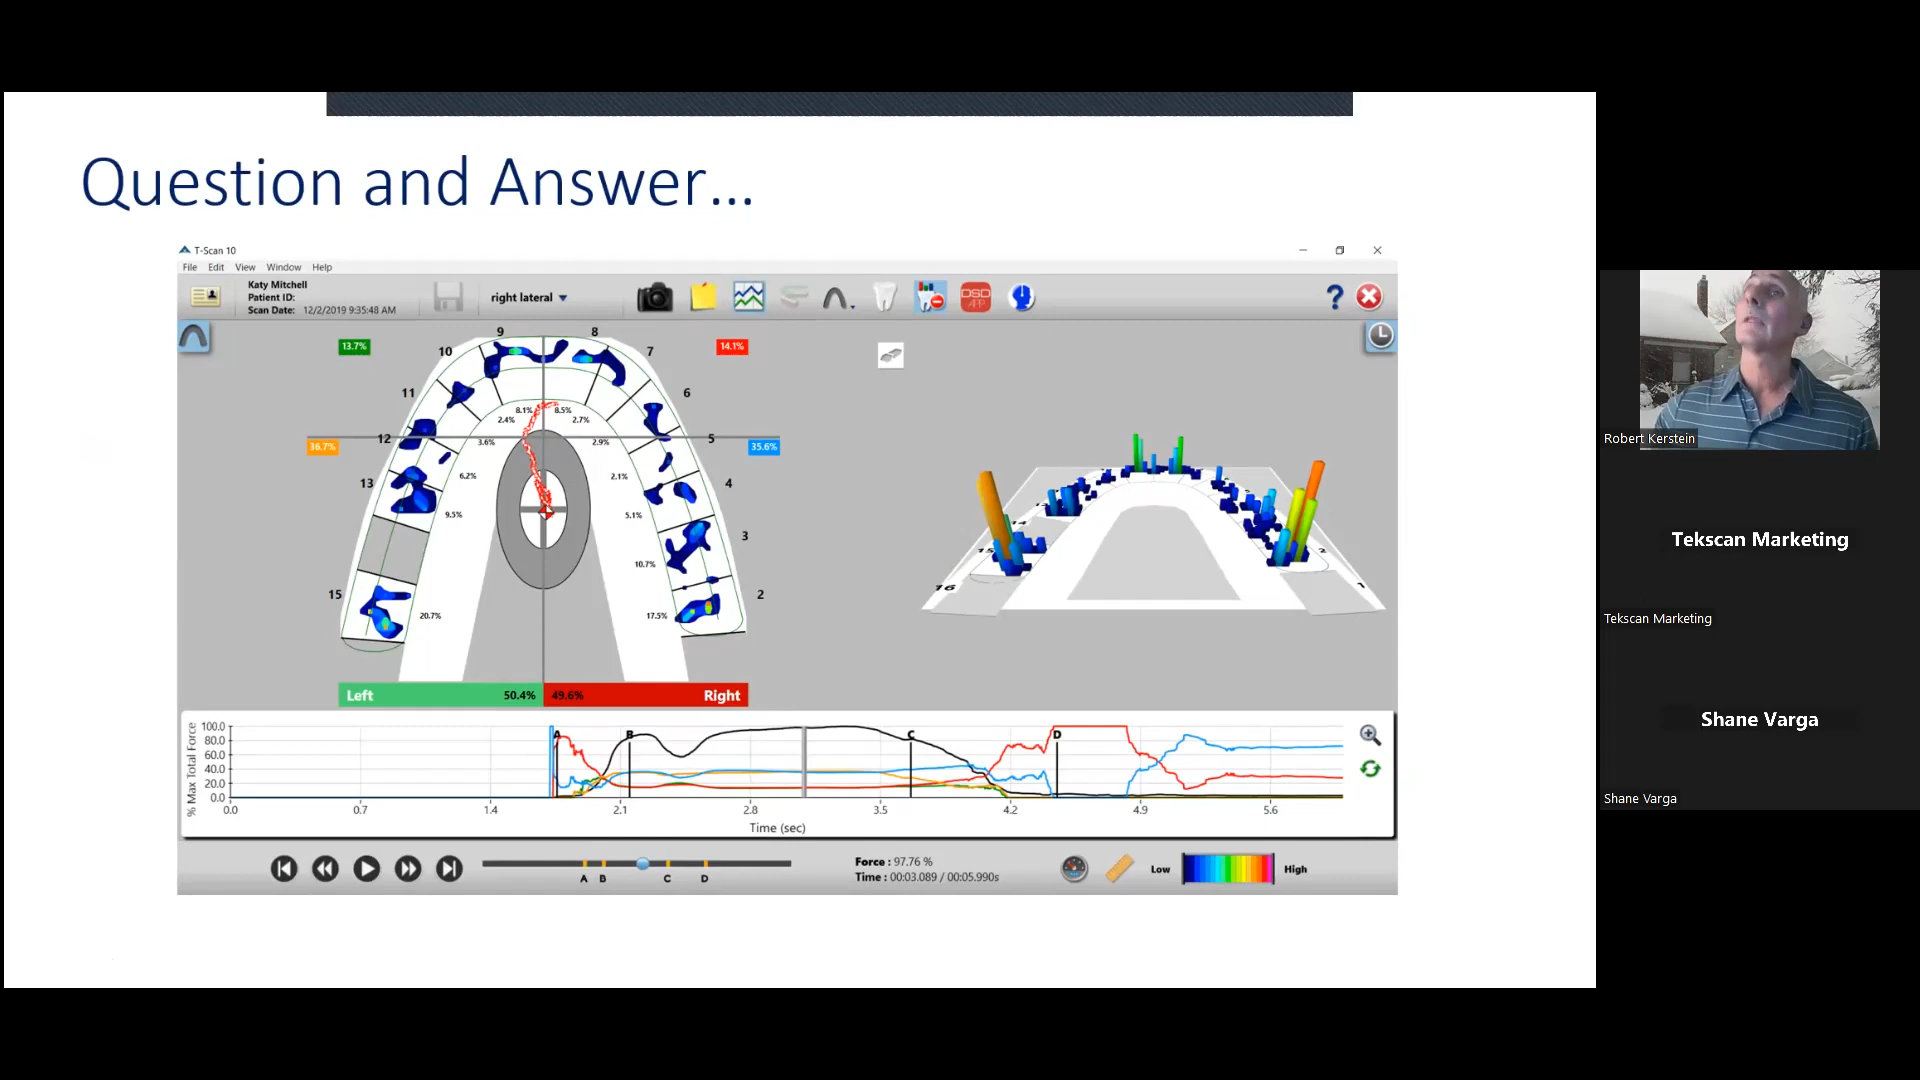 Question and Answer...
T-Scan 10
File Edit View Window Help
Katy Mitchell
Patient ID:
Scan Date: 12/2/2019 9:35:48 AM
right lateral
DSD
APP
?
13.7%
9
8
14.1%
10
7
11
6
8.1%
8.5%
2.4%
2.7%
36.7%
12
3.6%
2.9%
5
35.6%
13
6.2%
2.1%
4
9.5%
5.1%
3
10.7%
15
2
20.7%
17.5%
14
15
2
16
1
Left 50.4% 49.6% Right
% Max Total Force
100.0
80.0
60.0
40.0
20.0
0.0
A B C D
0.0 0.7 1.4 2.1 2.8 3.5 4.2 4.9 5.6
Time (sec)
A B C D
Force : 97.76 %
Time : 00:03.089 / 00:05.990s
Low High
Robert Kerstein
Tekscan Marketing
Tekscan Marketing
Shane Varga
Shane Varga